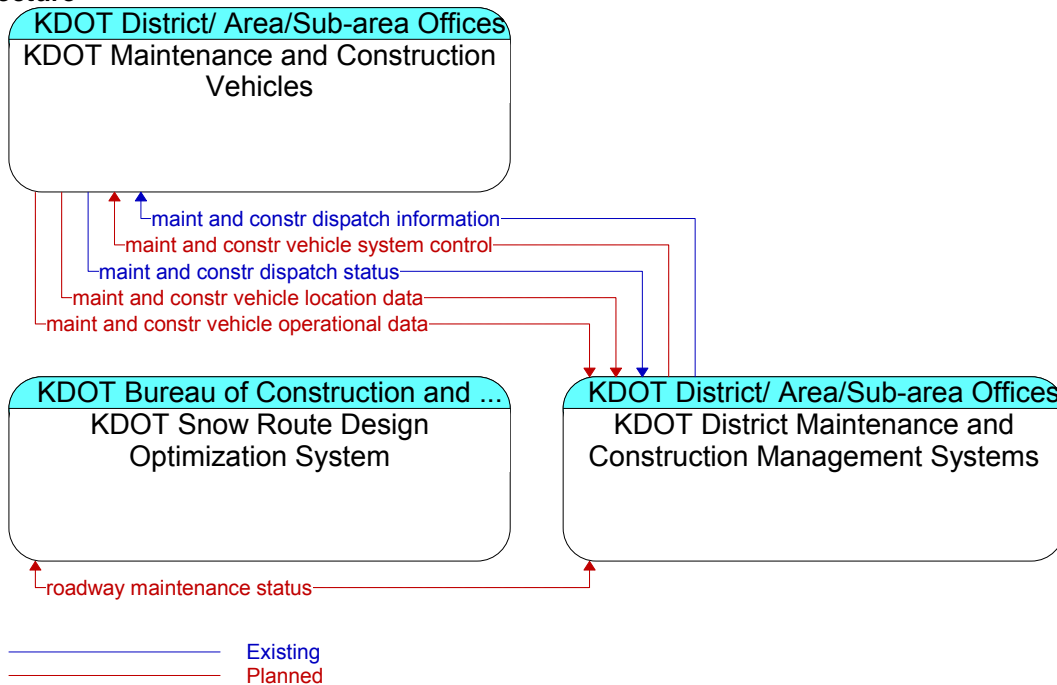 KDOT District/ Area/Sub-area Offices
KDOT Maintenance and Construction
Vehicles
maint and constr dispatch information
maint and constr vehicle system control
maint and constr dispatch status
maint and constr vehicle location data
maint and constr vehicle operational data
KDOT Bureau of Construction and ...
KDOT Snow Route Design
Optimization System
KDOT District/ Area/Sub-area Offices
KDOT District Maintenance and
Construction Management Systems
roadway maintenance status
Existing
Planned